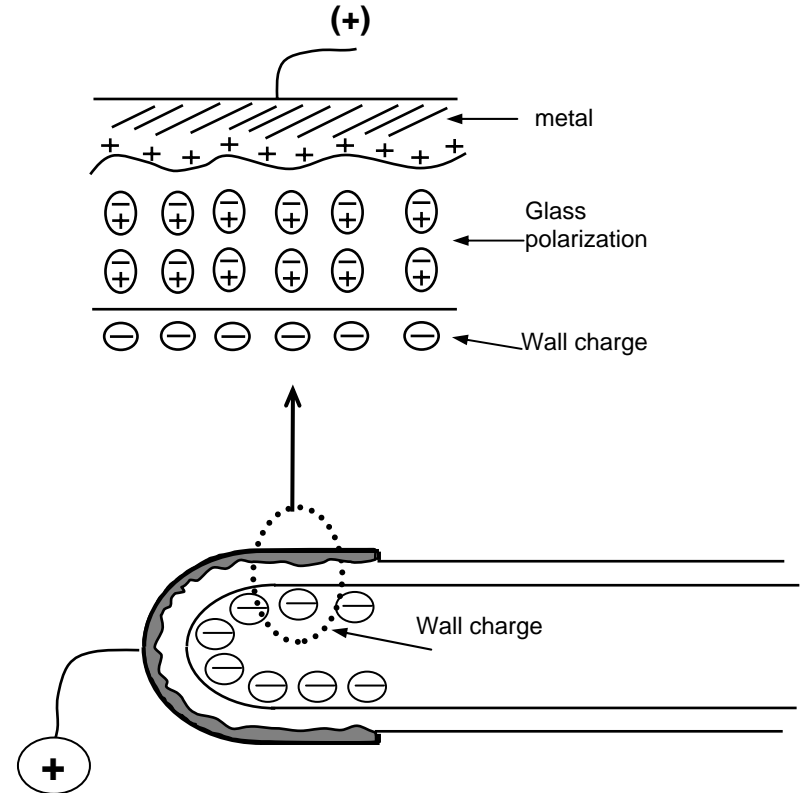 (+)
metal
Glass
polarization
Wall charge
Wall charge
+